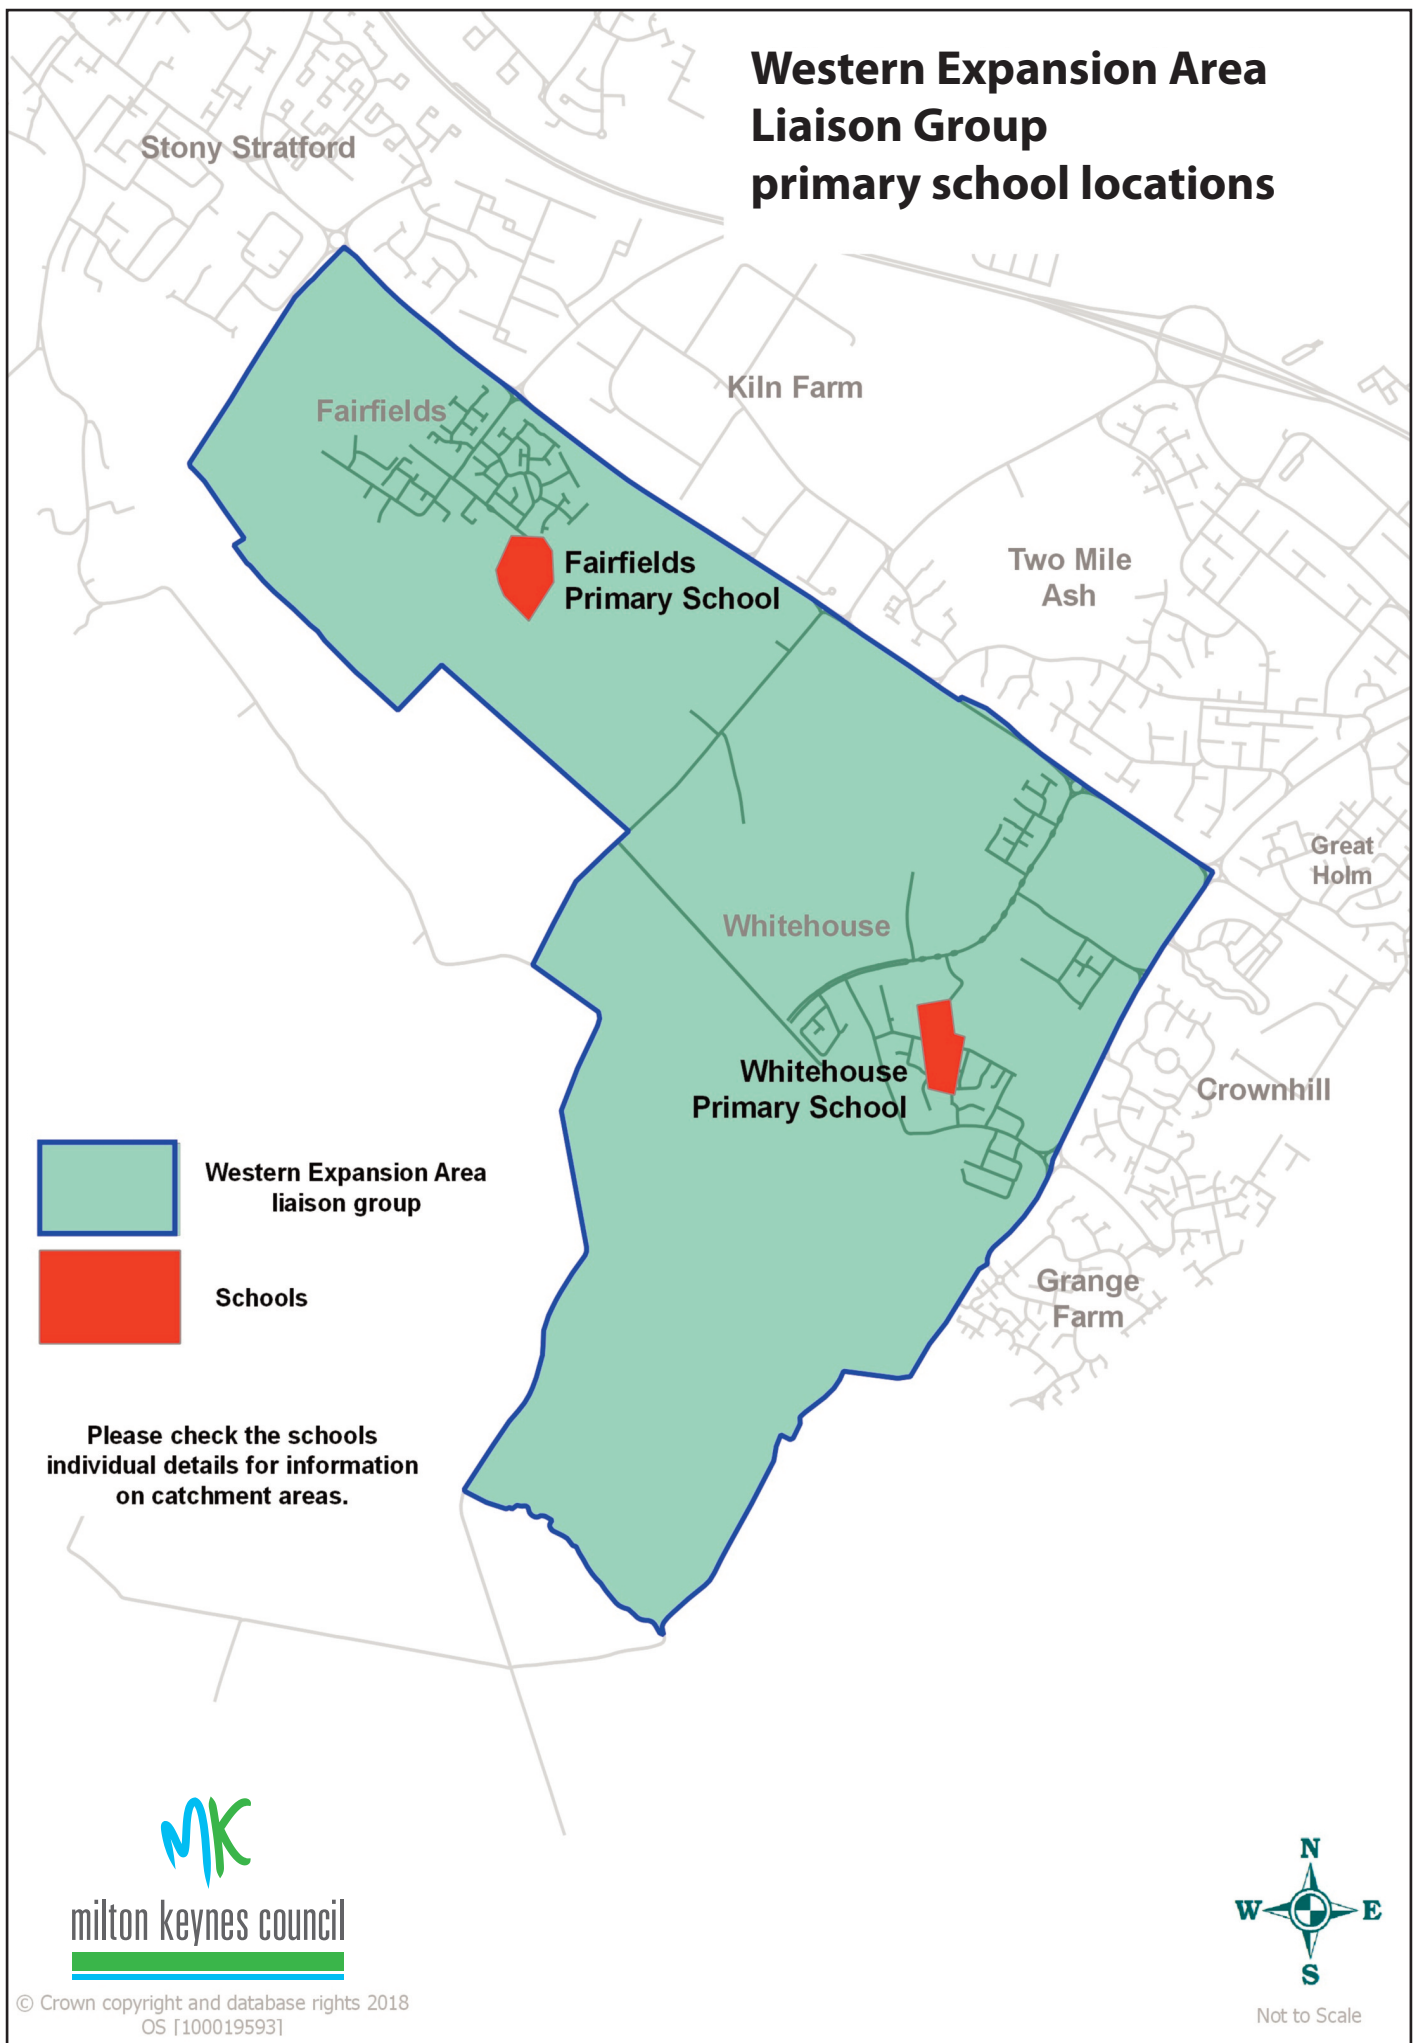 Western Expansion Area
Liaison Group
primary school locations
Stony Stratford
Kiln Farm
Fairfields
Fairfields
Primary School
Two Mile
Ash
Great
Holm
Whitehouse
Whitehouse
Primary School
Crownhill
Grange
Farm
Western Expansion Area
liaison group
Schools
Please check the schools
individual details for information
on catchment areas.
MK
milton keynes council
© Crown copyright and database rights 2018
OS [100019593]
N
W E
S
Not to Scale